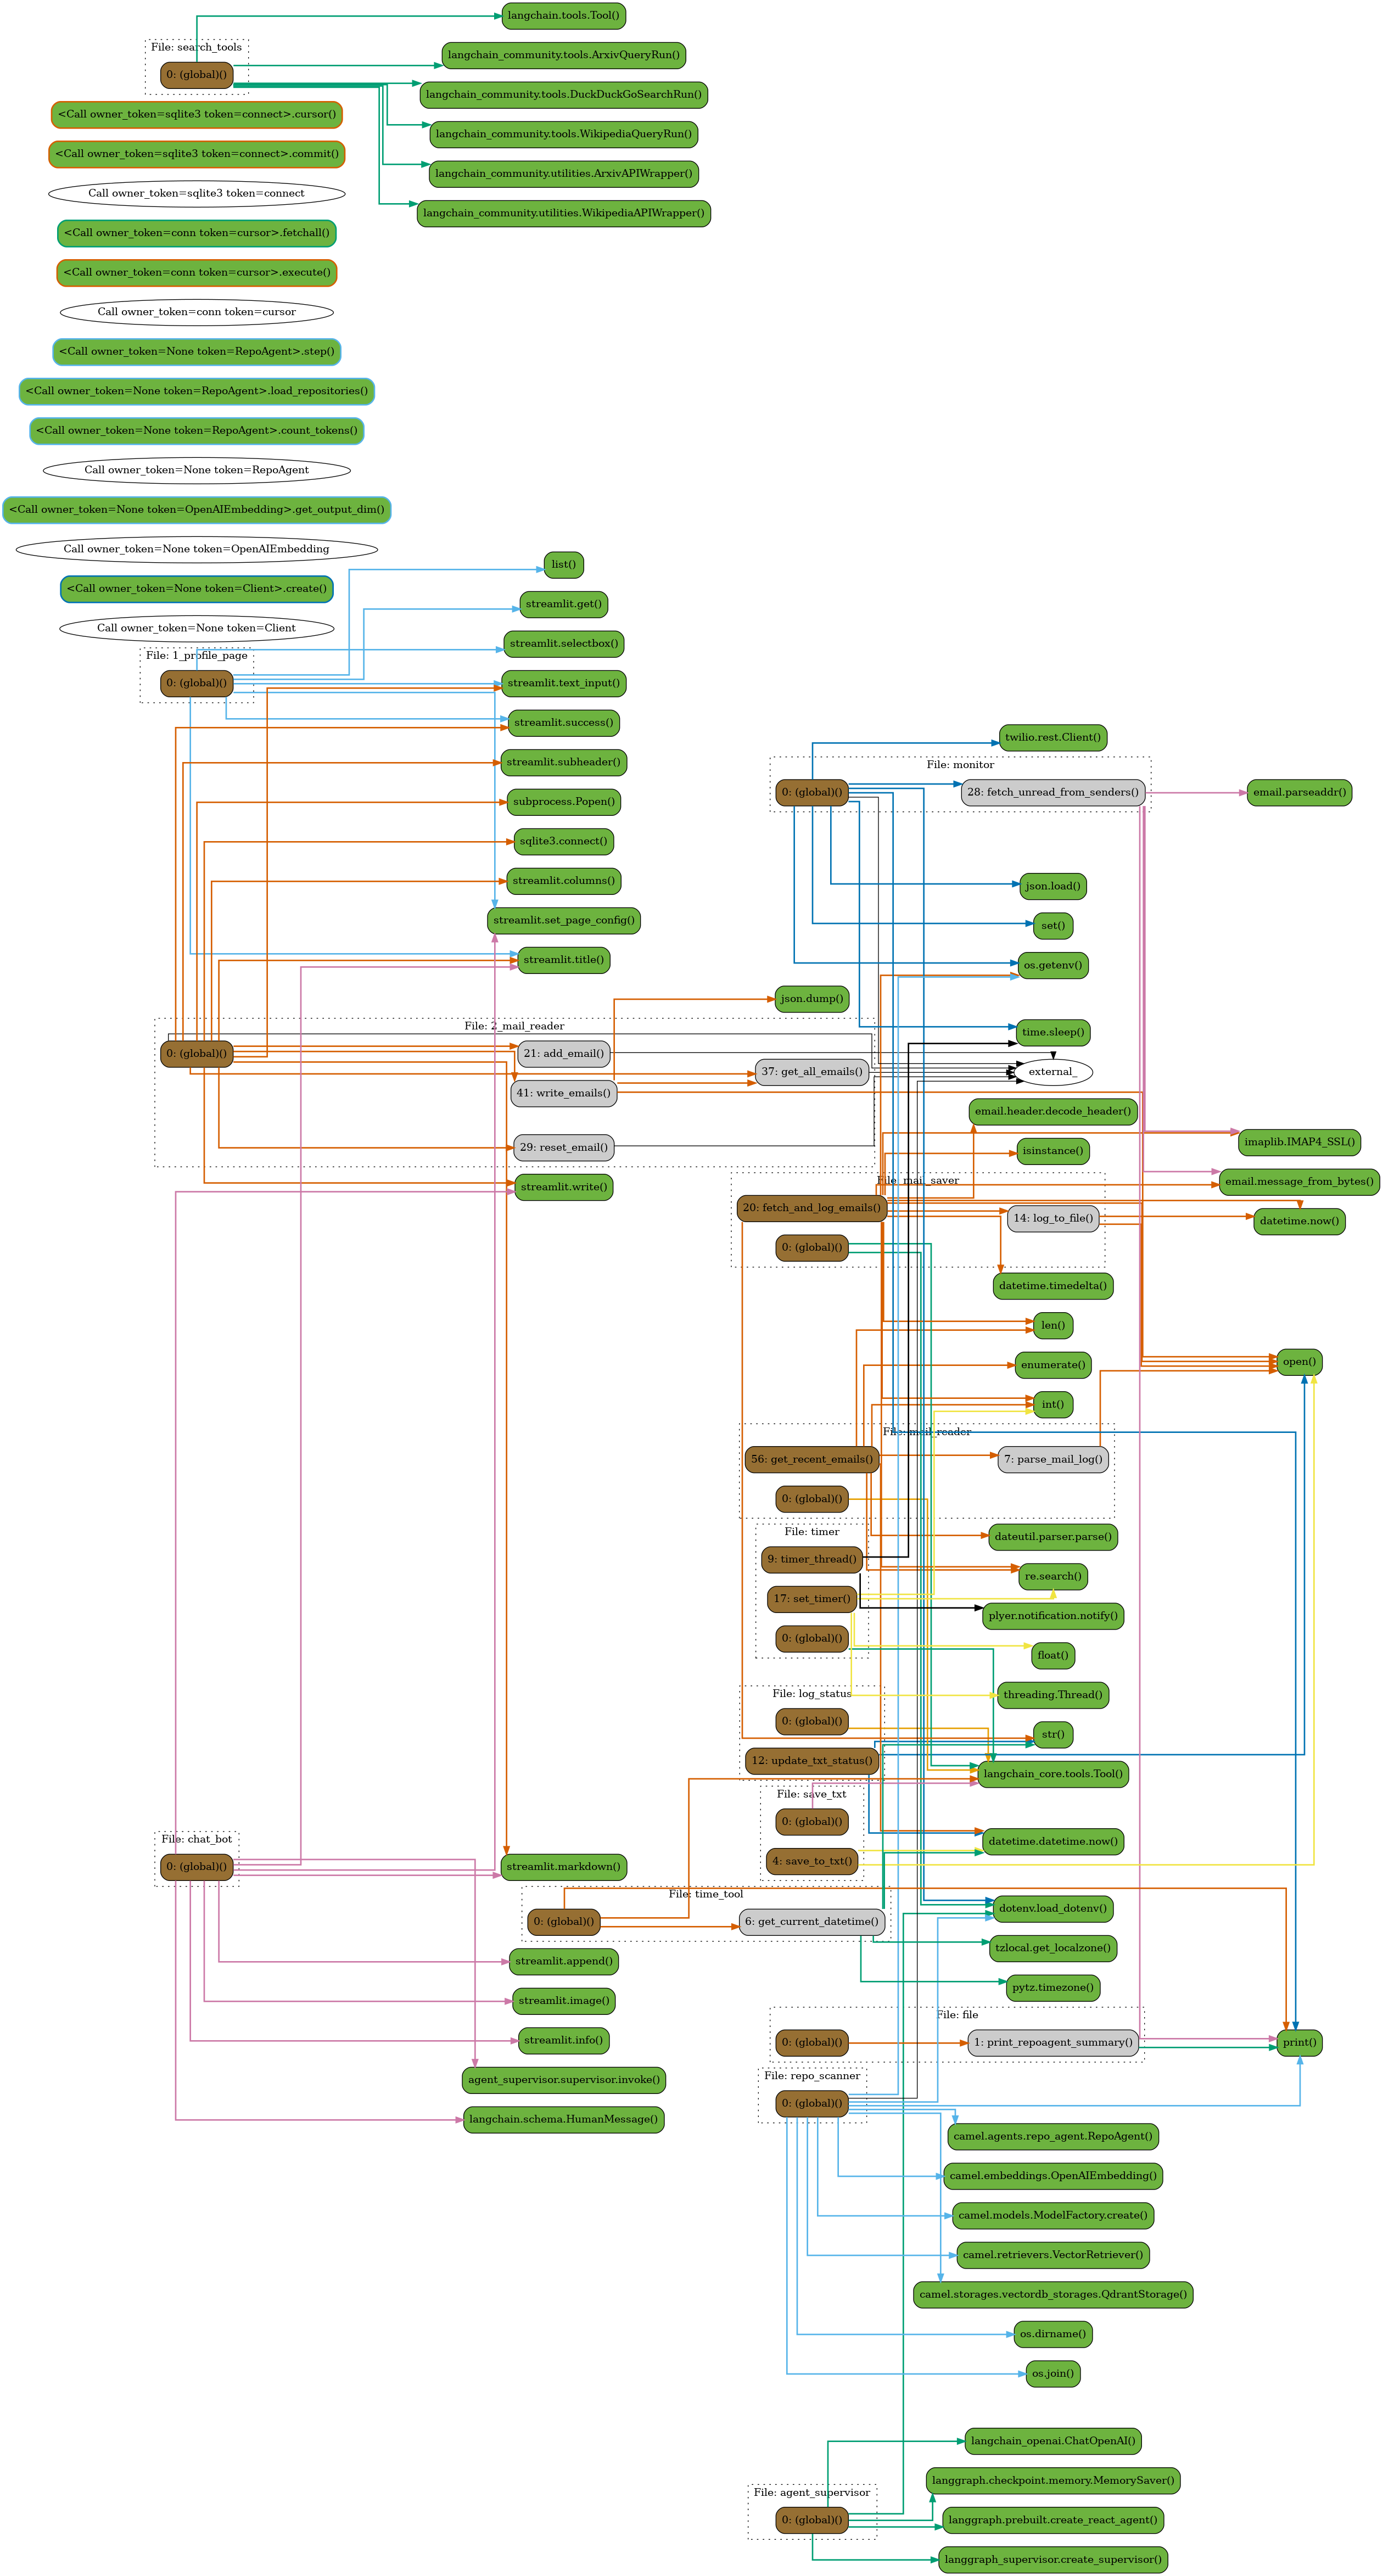 langchain.tools.Tool()
File: search_tools
0: (global)()
langchain_community.tools.ArxivQueryRun()
langchain_community.tools.DuckDuckGoSearchRun()
<Call owner_token=sqlite3 token=connect>.cursor()
langchain_community.tools.WikipediaQueryRun()
<Call owner_token=sqlite3 token=connect>.commit()
langchain_community.utilities.ArxivAPIWrapper()
Call owner_token=sqlite3 token=connect
langchain_community.utilities.WikipediaAPIWrapper()
<Call owner_token=conn token=cursor>.fetchall()
<Call owner_token=conn token=cursor>.execute()
Call owner_token=conn token=cursor
<Call owner_token=None token=RepoAgent>.step()
<Call owner_token=None token=RepoAgent>.load_repositories()
<Call owner_token=None token=RepoAgent>.count_tokens()
Call owner_token=None token=RepoAgent
<Call owner_token=None token=OpenAIEmbedding>.get_output_dim()
Call owner_token=None token=OpenAIEmbedding
list()
<Call owner_token=None token=Client>.create()
streamlit.get()
Call owner_token=None token=Client
streamlit.selectbox()
File: 1_profile_page
0: (global)()
streamlit.text_input()
streamlit.success()
twilio.rest.Client()
streamlit.subheader()
File: monitor
0: (global)()
28: fetch_unread_from_senders()
email.parseaddr()
subprocess.Popen()
sqlite3.connect()
streamlit.columns()
json.load()
streamlit.set_page_config()
set()
streamlit.title()
os.getenv()
json.dump()
File: 2_mail_reader
time.sleep()
0: (global)()
21: add_email()
37: get_all_emails()
external_
41: write_emails()
email.header.decode_header()
29: reset_email()
isinstance()
imaplib.IMAP4_SSL()
streamlit.write()
File: mail_saver
email.message_from_bytes()
20: fetch_and_log_emails()
14: log_to_file()
datetime.now()
0: (global)()
datetime.timedelta()
len()
enumerate()
open()
int()
File: mail_reader
56: get_recent_emails()
7: parse_mail_log()
0: (global)()
File: timer
dateutil.parser.parse()
9: timer_thread()
re.search()
17: set_timer()
plyer.notification.notify()
0: (global)()
float()
File: log_status
threading.Thread()
0: (global)()
str()
12: update_txt_status()
langchain_core.tools.Tool()
File: save_txt
0: (global)()
File: chat_bot
datetime.datetime.now()
0: (global)()
streamlit.markdown()
4: save_to_txt()
File: time_tool
dotenv.load_dotenv()
0: (global)()
6: get_current_datetime()
tzlocal.get_localzone()
streamlit.append()
pytz.timezone()
streamlit.image()
File: file
streamlit.info()
0: (global)()
1: print_repoagent_summary()
print()
agent_supervisor.supervisor.invoke()
File: repo_scanner
0: (global)()
langchain.schema.HumanMessage()
camel.agents.repo_agent.RepoAgent()
camel.embeddings.OpenAIEmbedding()
camel.models.ModelFactory.create()
camel.retrievers.VectorRetriever()
camel.storages.vectordb_storages.QdrantStorage()
os.dirname()
os.join()
langchain_openai.ChatOpenAI()
langgraph.checkpoint.memory.MemorySaver()
File: agent_supervisor
0: (global)()
langgraph.prebuilt.create_react_agent()
langgraph_supervisor.create_supervisor()